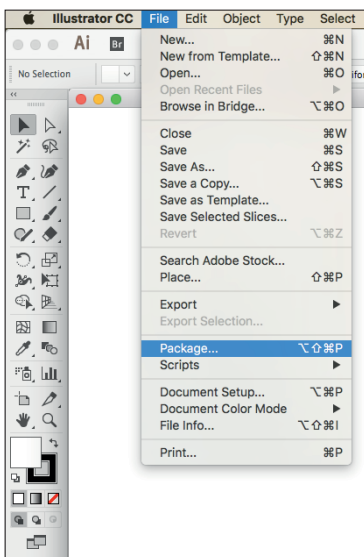 Illustrator CC File Edit Object Type Select
Ai Br
No Selection
New... ⌘N
New from Template... ⇧⌘N
Open... ⌘O
Open Recent Files ▶
Browse in Bridge... ⌥⌘O
Close ⌘W
Save ⌘S
Save As... ⇧⌘S
Save a Copy... ⌥⌘S
Save as Template...
Save Selected Slices...
Revert ⌥⌘Z
Search Adobe Stock...
Place... ⇧⌘P
Export ▶
Export Selection...
Package... ⌥⇧⌘P
Scripts ▶
Document Setup... ⌥⌘P
Document Color Mode ▶
File Info... ⌥⇧⌘I
Print... ⌘P